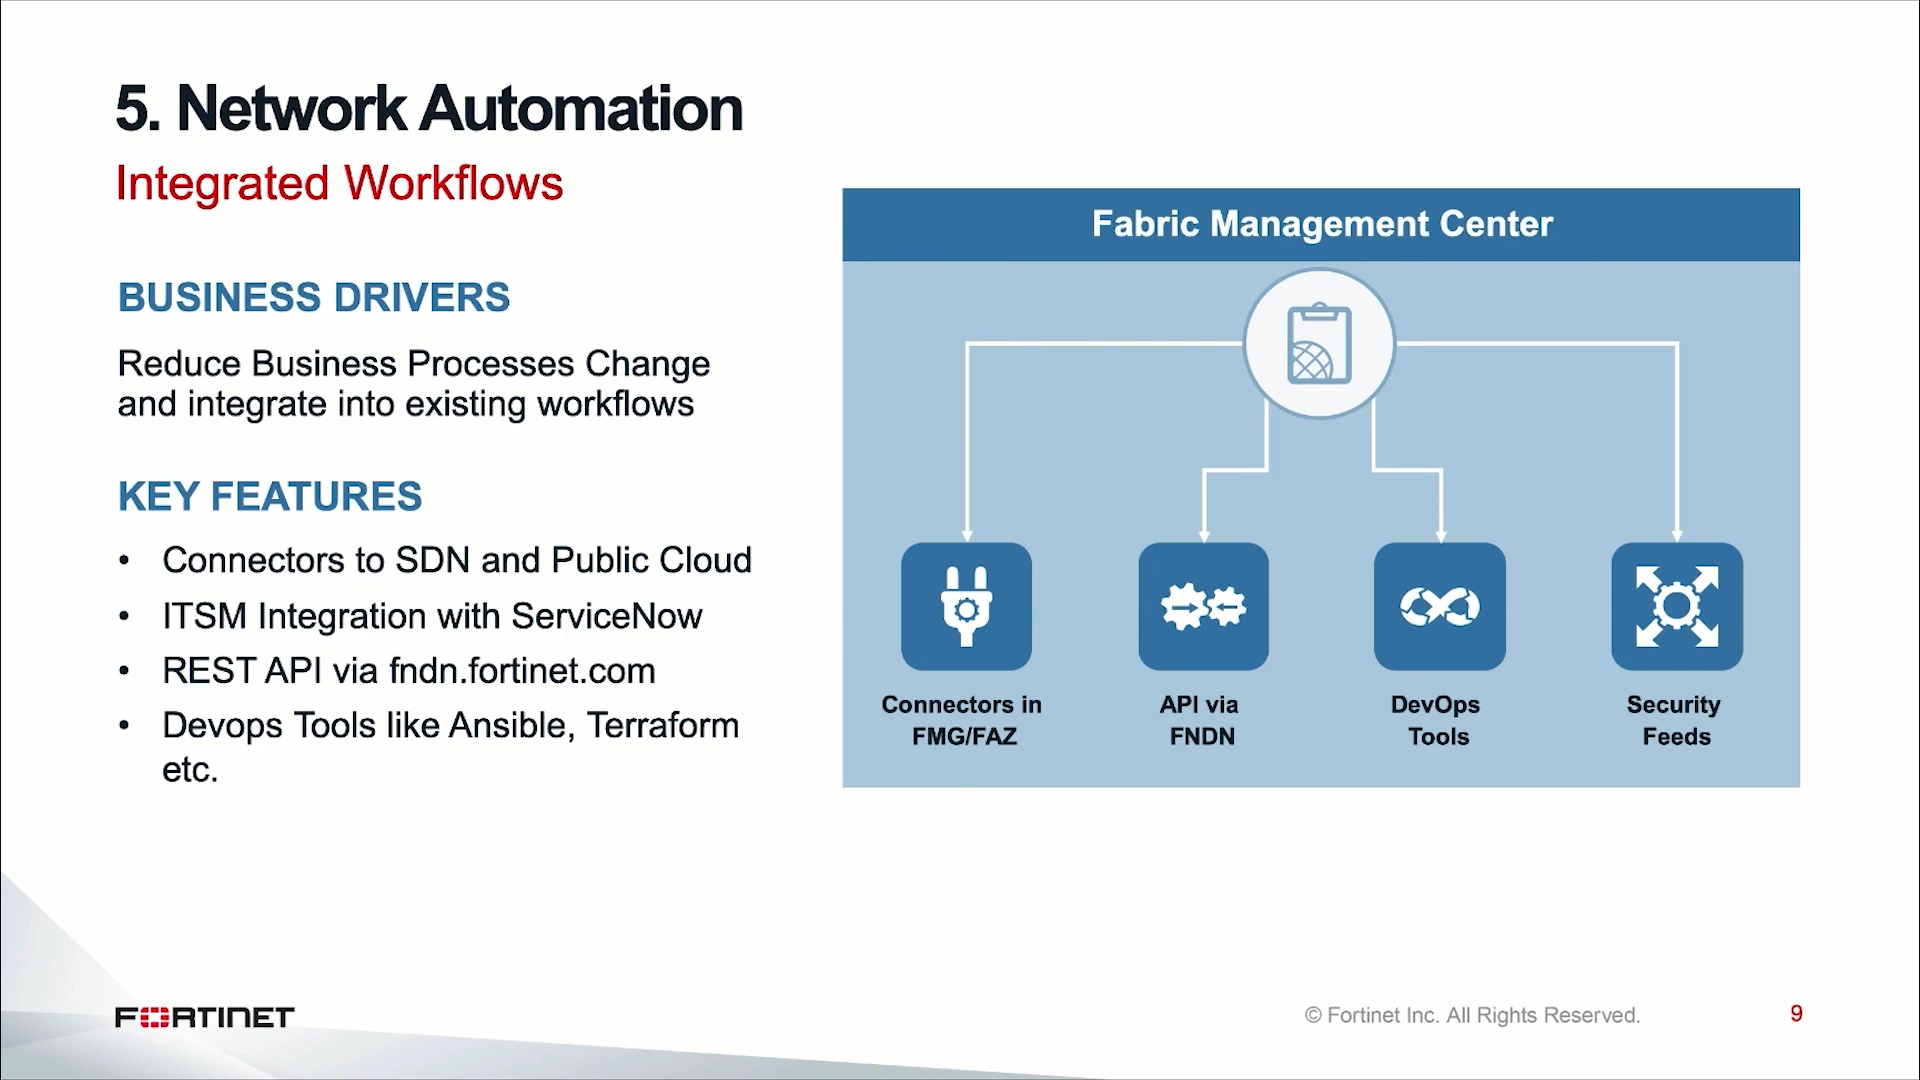 5. Network Automation
Integrated Workflows
BUSINESS DRIVERS
Reduce Business Processes Change
and integrate into existing workflows
KEY FEATURES
• Connectors to SDN and Public Cloud
• ITSM Integration with ServiceNow
• REST API via fndn.fortinet.com
• Devops Tools like Ansible, Terraform
etc.
Fabric Management Center
Connectors in
FMG/FAZ
API via
FNDN
DevOps
Tools
Security
Feeds
FORTINET
© Fortinet Inc. All Rights Reserved.
9